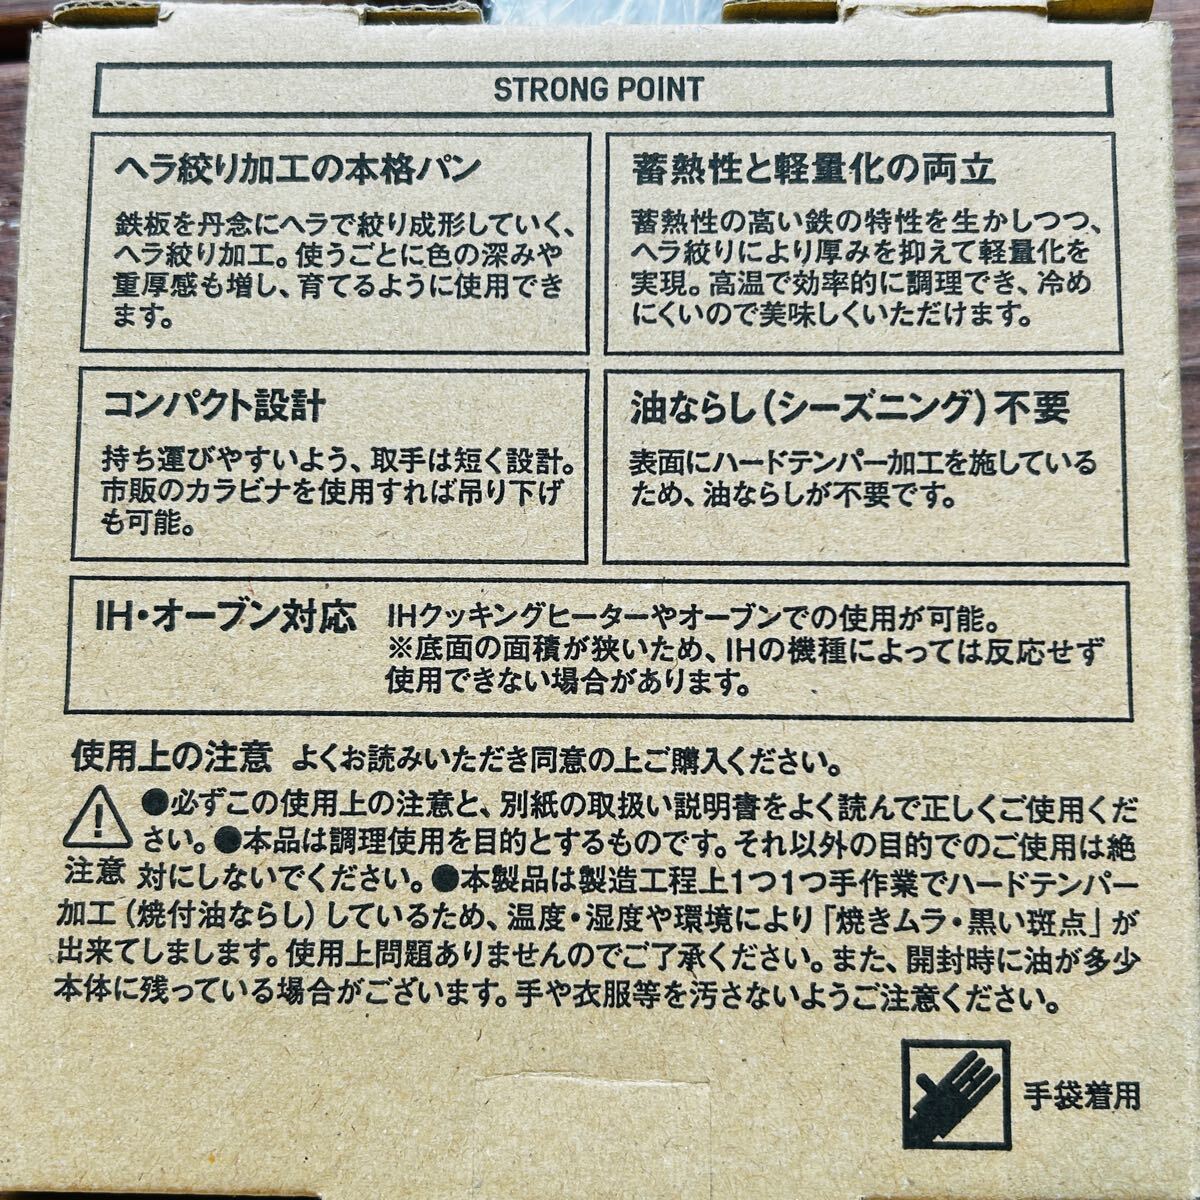 STRONG POINT
ヘラ絞り加工の本格パン
鉄板を丹念にヘラで絞り成形していく、
ヘラ絞り加工。使うごとに色の深みや
重厚感も増し、育てるように使用でき
ます。
蓄熱性と軽量化の両立
蓄熱性の高い鉄の特性を生かしつつ、
ヘラ絞りにより厚みを抑えて軽量化を
実現。高温で効率的に調理でき、冷め
にくいので美味しくいただけます。
コンパクト設計
持ち運びやすいよう、取手は短く設計。
市販のカラビナを使用すれば吊り下げ
も可能。
油ならし(シーズニング)不要
表面にハードテンパー加工を施している
ため、油ならしが不要です。
IH・オーブン対応
IHクッキングヒーターやオーブンでの使用が可能。
※底面の面積が狭いため、IHの機種によっては反応せず
使用できない場合があります。
使用上の注意 よくお読みいただき同意の上ご購入ください。
●必ずこの使用上の注意と、別紙の取扱い説明書をよく読んで正しくご使用くだ
さい。●本品は調理使用を目的とするものです。それ以外の目的でのご使用は絶
注意 対にしないでください。●本製品は製造工程上1つ1つ手作業でハードテンパー
加工(焼付油ならし)しているため、温度・湿度や環境により「焼きムラ・黒い斑点」が
出来てしまします。使用上問題ありませんのでご了承ください。また、開封時に油が多少
本体に残っている場合がございます。手や衣服等を汚さないようご注意ください。
手袋着用